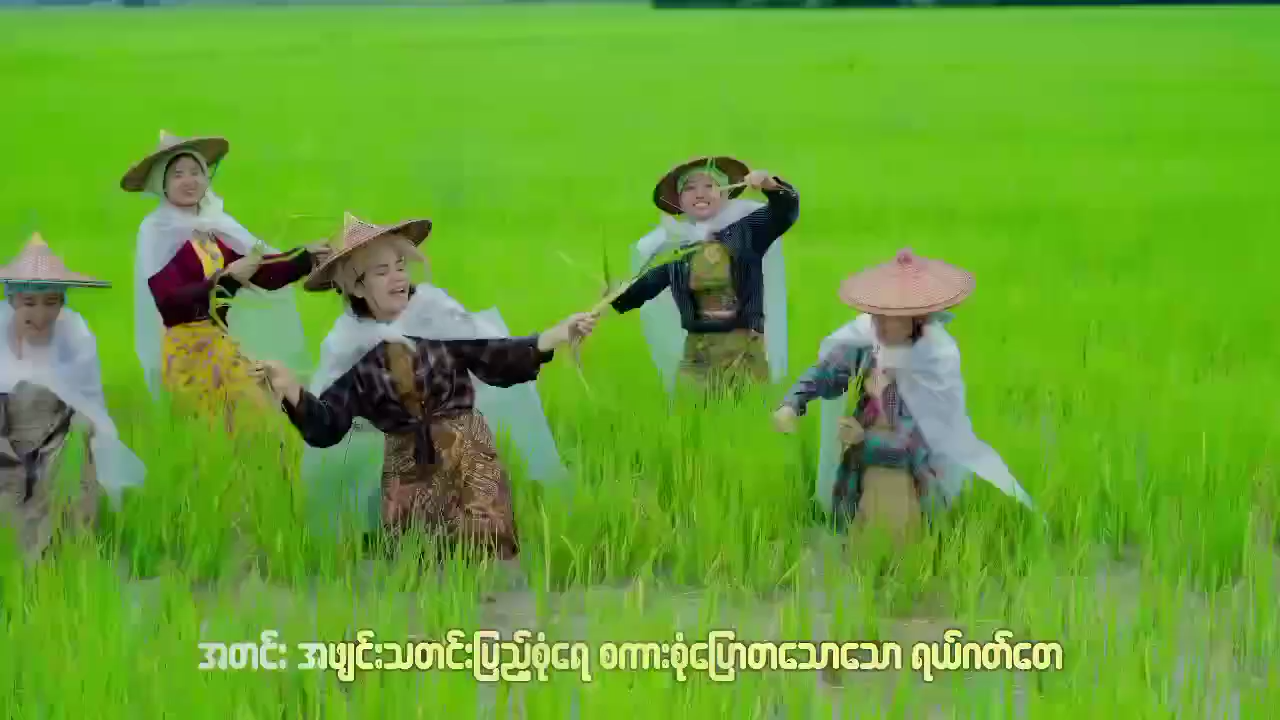 အတင်း အဖျင်းသတင်းပြည့်စုံရေ စကားစုံပြောတသောသော ရယ်ဂတ်တေ